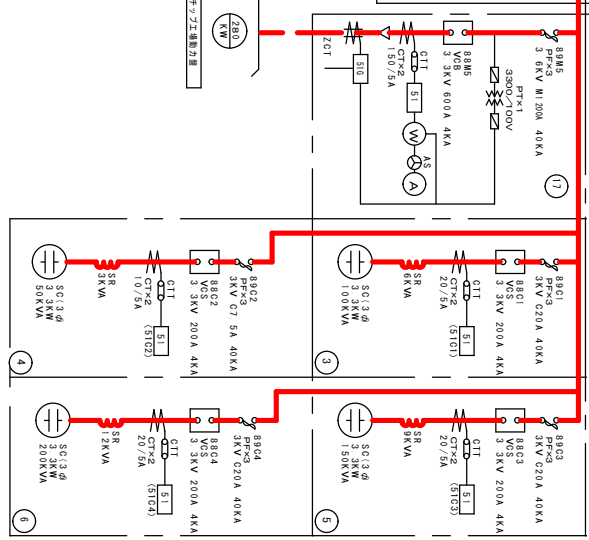 チップ工場動力盤
280
KW
ZCT
51G
CTT
CT×2
150/5A
51
W
AS
A
88M5
VCB
3 3KV 600A 4KA
89M5
PF×3
3 6KV M1 200A 40KA
PT×1
3300/100V
17
SC(3φ)
3 3KW
50KVA
SR
3KVA
CTT
CT×2
10/5A
51
(51C2)
88C2
VCS
3 3KV 200A 4KA
89C2
PF×3
3KV C7 5A 40KA
4
SC(3φ)
3 3KW
100KVA
SR
6KVA
CTT
CT×2
20/5A
51
(51C1)
88C1
VCS
3 3KV 200A 4KA
89C1
PF×3
3KV C20A 40KA
3
SC(3φ)
3 3KW
200KVA
SR
12KVA
CTT
CT×2
20/5A
51
(51C4)
88C4
VCS
3 3KV 200A 4KA
89C4
PF×3
3KV C20A 40KA
6
SC(3φ)
3 3KW
150KVA
SR
9KVA
CTT
CT×2
20/5A
51
(51C3)
88C3
VCS
3 3KV 200A 4KA
89C3
PF×3
3KV C20A 40KA
5